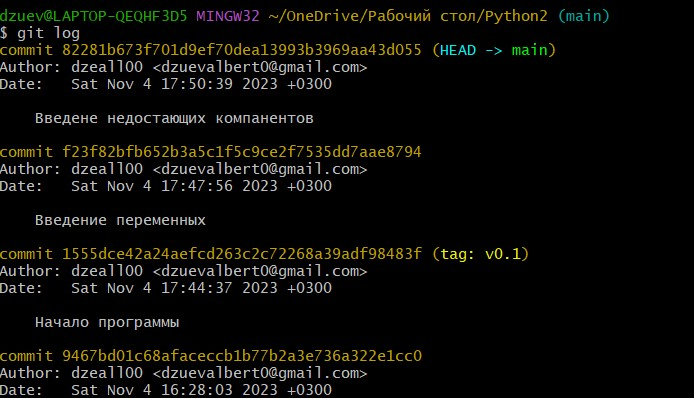 dzuev@LAPTOP-QEQHF3D5 MINGW32 ~/OneDrive/Рабочий стол/Python2 (main)
$ git log
commit 82281b673f701d9ef70dea13993b3969aa43d055 (HEAD -> main)
Author: dzeall00 <dzuevalbert0@gmail.com>
Date:   Sat Nov 4 17:50:39 2023 +0300
Введене недостающих компанентов
commit f23f82bfb652b3a5c1f5c9ce2f7535dd7aae8794
Author: dzeall00 <dzuevalbert0@gmail.com>
Date:   Sat Nov 4 17:47:56 2023 +0300
Введение переменных
commit 1555dce42a24aefcd263c2c72268a39adf98483f (tag: v0.1)
Author: dzeall00 <dzuevalbert0@gmail.com>
Date:   Sat Nov 4 17:44:37 2023 +0300
Начало программы
commit 9467bd01c68afaceccb1b77b2a3e736a322e1cc0
Author: dzeall00 <dzuevalbert0@gmail.com>
Date:   Sat Nov 4 16:28:03 2023 +0300